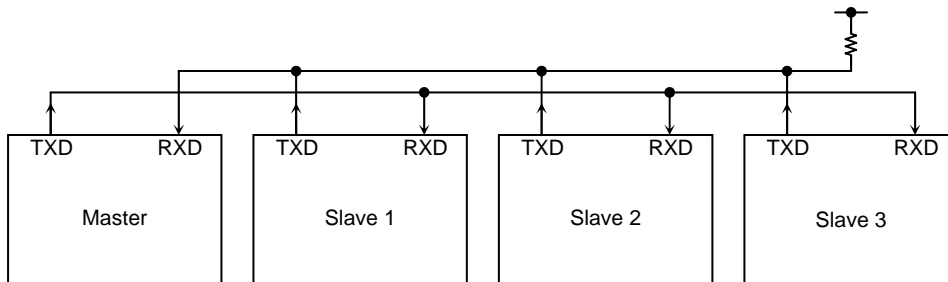 TXD RXD TXD RXD TXD RXD TXD RXD
Master Slave 1 Slave 2 Slave 3